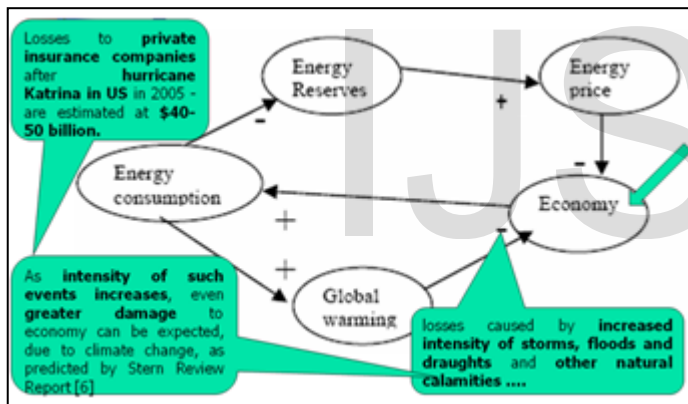 Losses to private
insurance companies
after hurricane
Katrina in US in 2005 -
are estimated at $40-
50 billion.
Energy
Reserves
Energy
price
+
-
-
Energy
consumption
Economy
+
-
+
Global
warming
As intensity of such
events increases, even
greater damage to
economy can be expected,
due to climate change, as
predicted by Stern Review
Report [6]
losses caused by increased
intensity of storms, floods and
draughts and other natural
calamities ....
IJS